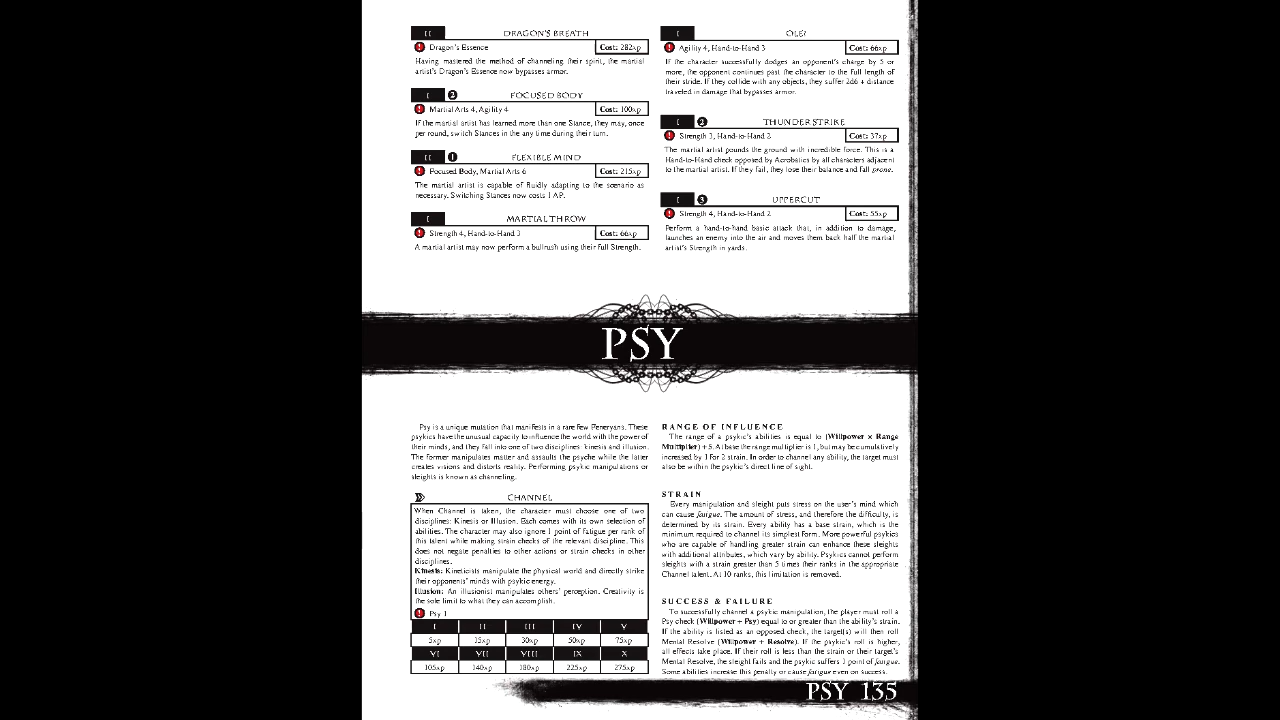 II DRAGON'S BREATH
Dragon's Essence Cost: 282xp
Having mastered the method of channeling their spirit, the martial
artist's Dragon's Essence now bypasses armor.
I 2 FOCUSED BODY
Martial Arts 4, Agility 4 Cost: 100xp
If the martial artist has learned more than one Stance, they may, once
per round, switch Stances in the any time during their turn.
II 1 FLEXIBLE MIND
Focused Body, Martial Arts 6 Cost: 215xp
The martial artist is capable of fluidly adapting to the scenario as
necessary. Switching Stances now costs 1 AP.
I MARTIAL THROW
Strength 4, Hand-to-Hand 3 Cost: 66xp
A martial artist may now perform a bullrush using their full Strength.
I OLE!
Agility 4, Hand-to-Hand 3 Cost: 66xp
If the character successfully dodges an opponent's charge by 5 or
more, the opponent continues past the character to the full length of
their stride. If they collide with any objects, they suffer 2d6 + distance
traveled in damage that bypasses armor.
I 2 THUNDER STRIKE
Strength 3, Hand-to-Hand 2 Cost: 37xp
The martial artist pounds the ground with incredible force. This is a
Hand-to-Hand check opposed by Acrobatics by all characters adjacent
to the martial artist. If they fail, they lose their balance and fall prone.
I 3 UPPERCUT
Strength 4, Hand-to-Hand 2 Cost: 55xp
Perform a hand-to-hand basic attack that, in addition to damage,
launches an enemy into the air and moves them back half the martial
artist's Strength in yards.
PSY
Psy is a unique mutation that manifests in a rare few Peneryans. These
psykics have the unusual capacity to influence the world with the power of
their minds, and they fall into one of two disciplines: kinesis and illusion.
The former manipulates matter and assaults the psyche while the latter
creates visions and distorts reality. Performing psykic manipulations or
sleights is known as channeling.
CHANNEL
When Channel is taken, the character must choose one of two
disciplines: Kinesis or Illusion. Each comes with its own selection of
abilities. The character may also ignore 1 point of fatigue per rank of
this talent while making strain checks of the relevant discipline. This
does not negate penalties to other actions or strain checks in other
disciplines.
Kinesis: Kineticists manipulate the physical world and directly strike
their opponents' minds with psykic energy.
Illusion: An illusionist manipulates others' perception. Creativity is
the sole limit to what they can accomplish.
Psy 1
I II III IV V
5xp 15xp 30xp 50xp 75xp
VI VII VIII IX X
105xp 140xp 180xp 225xp 275xp
RANGE OF INFLUENCE
The range of a psykic's abilities is equal to (Willpower x Range
Multiplier) + 5. At base the range multiplier is 1, but may be cumulatively
increased by 1 for 2 strain. In order to channel any ability, the target must
also be within the psykic's direct line of sight.
STRAIN
Every manipulation and sleight puts stress on the user's mind which
can cause fatigue. The amount of stress, and therefore the difficulty, is
determined by its strain. Every ability has a base strain, which is the
minimum required to channel its simplest form. More powerful psykics
who are capable of handling greater strain can enhance these sleights
with additional attributes, which vary by ability. Psykics cannot perform
sleights with a strain greater than 5 times their ranks in the appropriate
Channel talent. At 10 ranks, this limitation is removed.
SUCCESS & FAILURE
To successfully channel a psykic manipulation, the player must roll a
Psy check (Willpower + Psy) equal to or greater than the ability's strain.
If the ability is listed as an opposed check, the target(s) will then roll
Mental Resolve (Willpower + Resolve). If the psykic's roll is higher,
all effects take place. If their roll is less than the strain or their target's
Mental Resolve, the sleight fails and the psykic suffers 1 point of fatigue.
Some abilities increase this penalty or cause fatigue even on success.
PSY 135